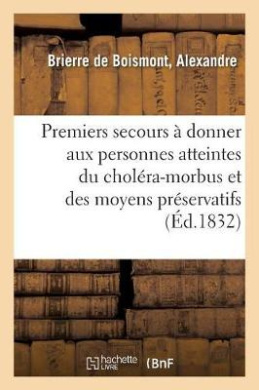 Brierre de Boismont, Alexandre
Premiers secours à donner
aux personnes atteintes
du choléra-morbus et
des moyens préservatifs
(Éd.1832)
hachette
LIVRE
{BnF